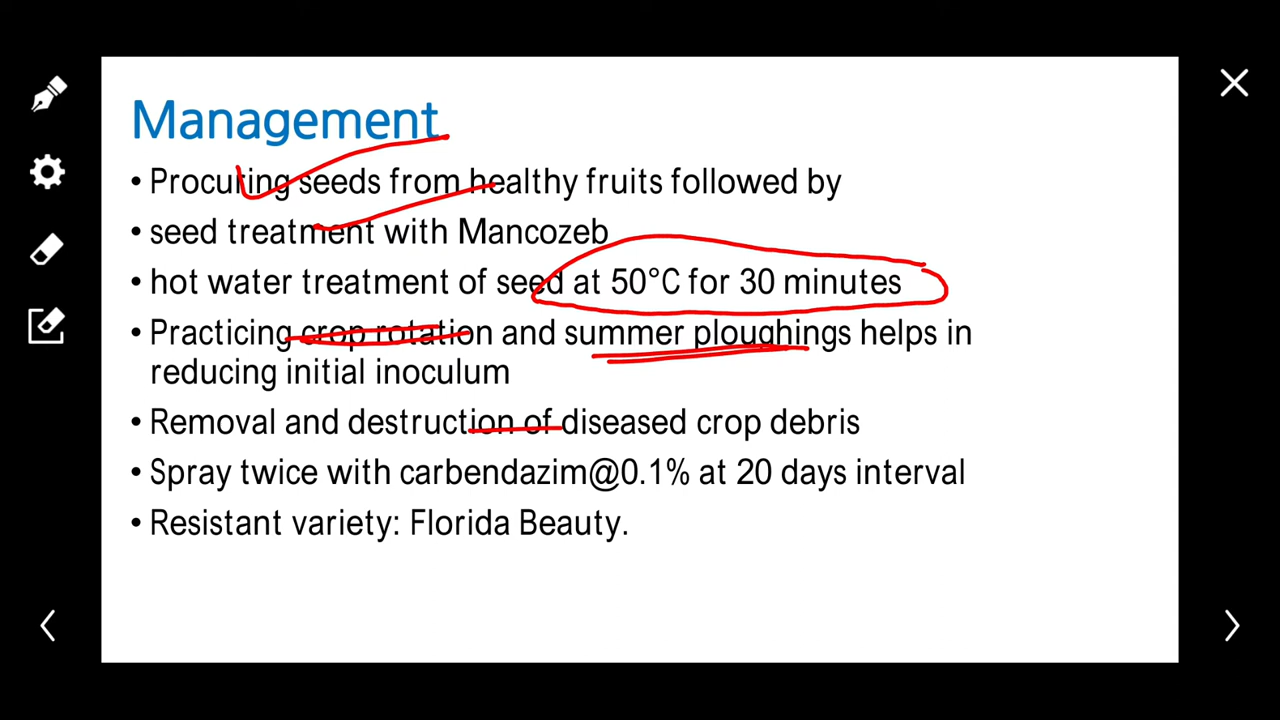 Management
• Procuring seeds from healthy fruits followed by
• seed treatment with Mancozeb
• hot water treatment of seed at 50°C for 30 minutes
• Practicing crop rotation and summer ploughings helps in
reducing initial inoculum
• Removal and destruction of diseased crop debris
• Spray twice with carbendazim@0.1% at 20 days interval
• Resistant variety: Florida Beauty.